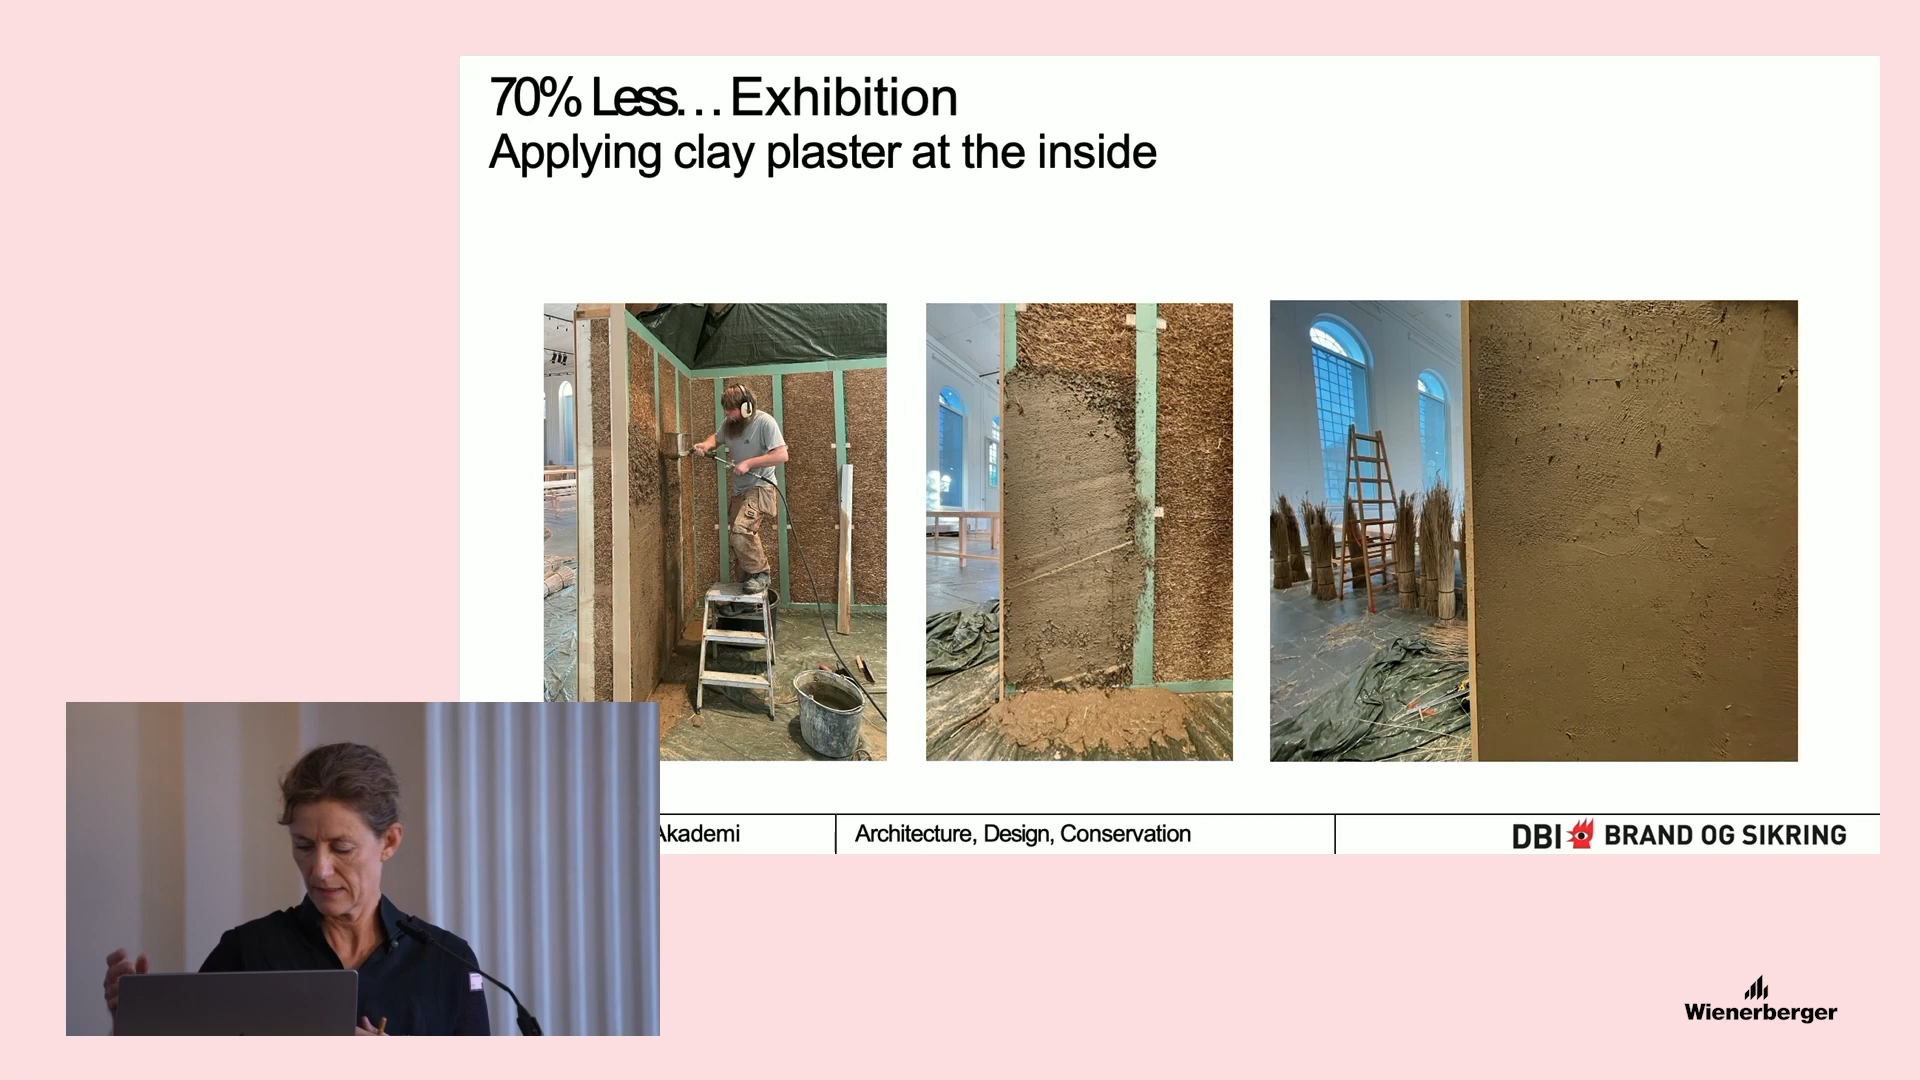 70% Less... Exhibition
Applying clay plaster at the inside
Akademi
Architecture, Design, Conservation
DBI BRAND OG SIKRING
Wienerberger